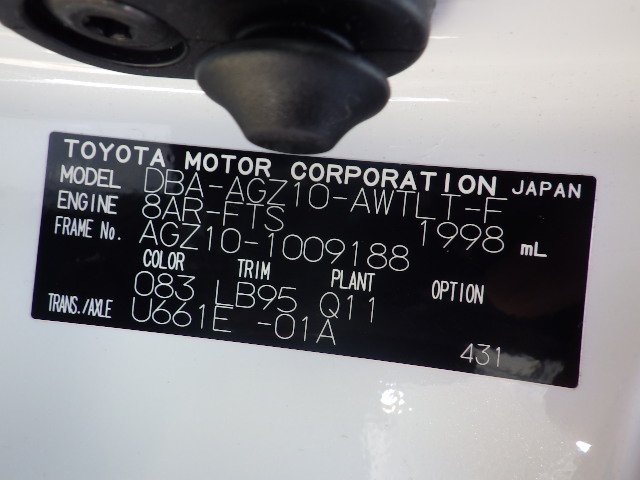 TOYOTA MOTOR CORPORATION JAPAN
MODEL DBA-AGZ10-AWTLT-F
ENGINE 8AR-FTS 1998 mL
FRAME No. AGZ10-1009188
COLOR TRIM PLANT OPTION
083 LB95 Q11
TRANS./AXLE U661E -01A
431